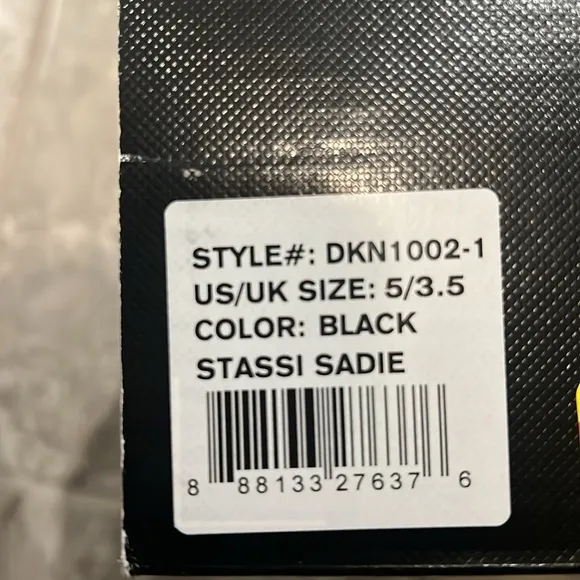 STYLE#: DKN1002-1
US/UK SIZE: 5/3.5
COLOR: BLACK
STASSI SADIE
8 88133 27637 6